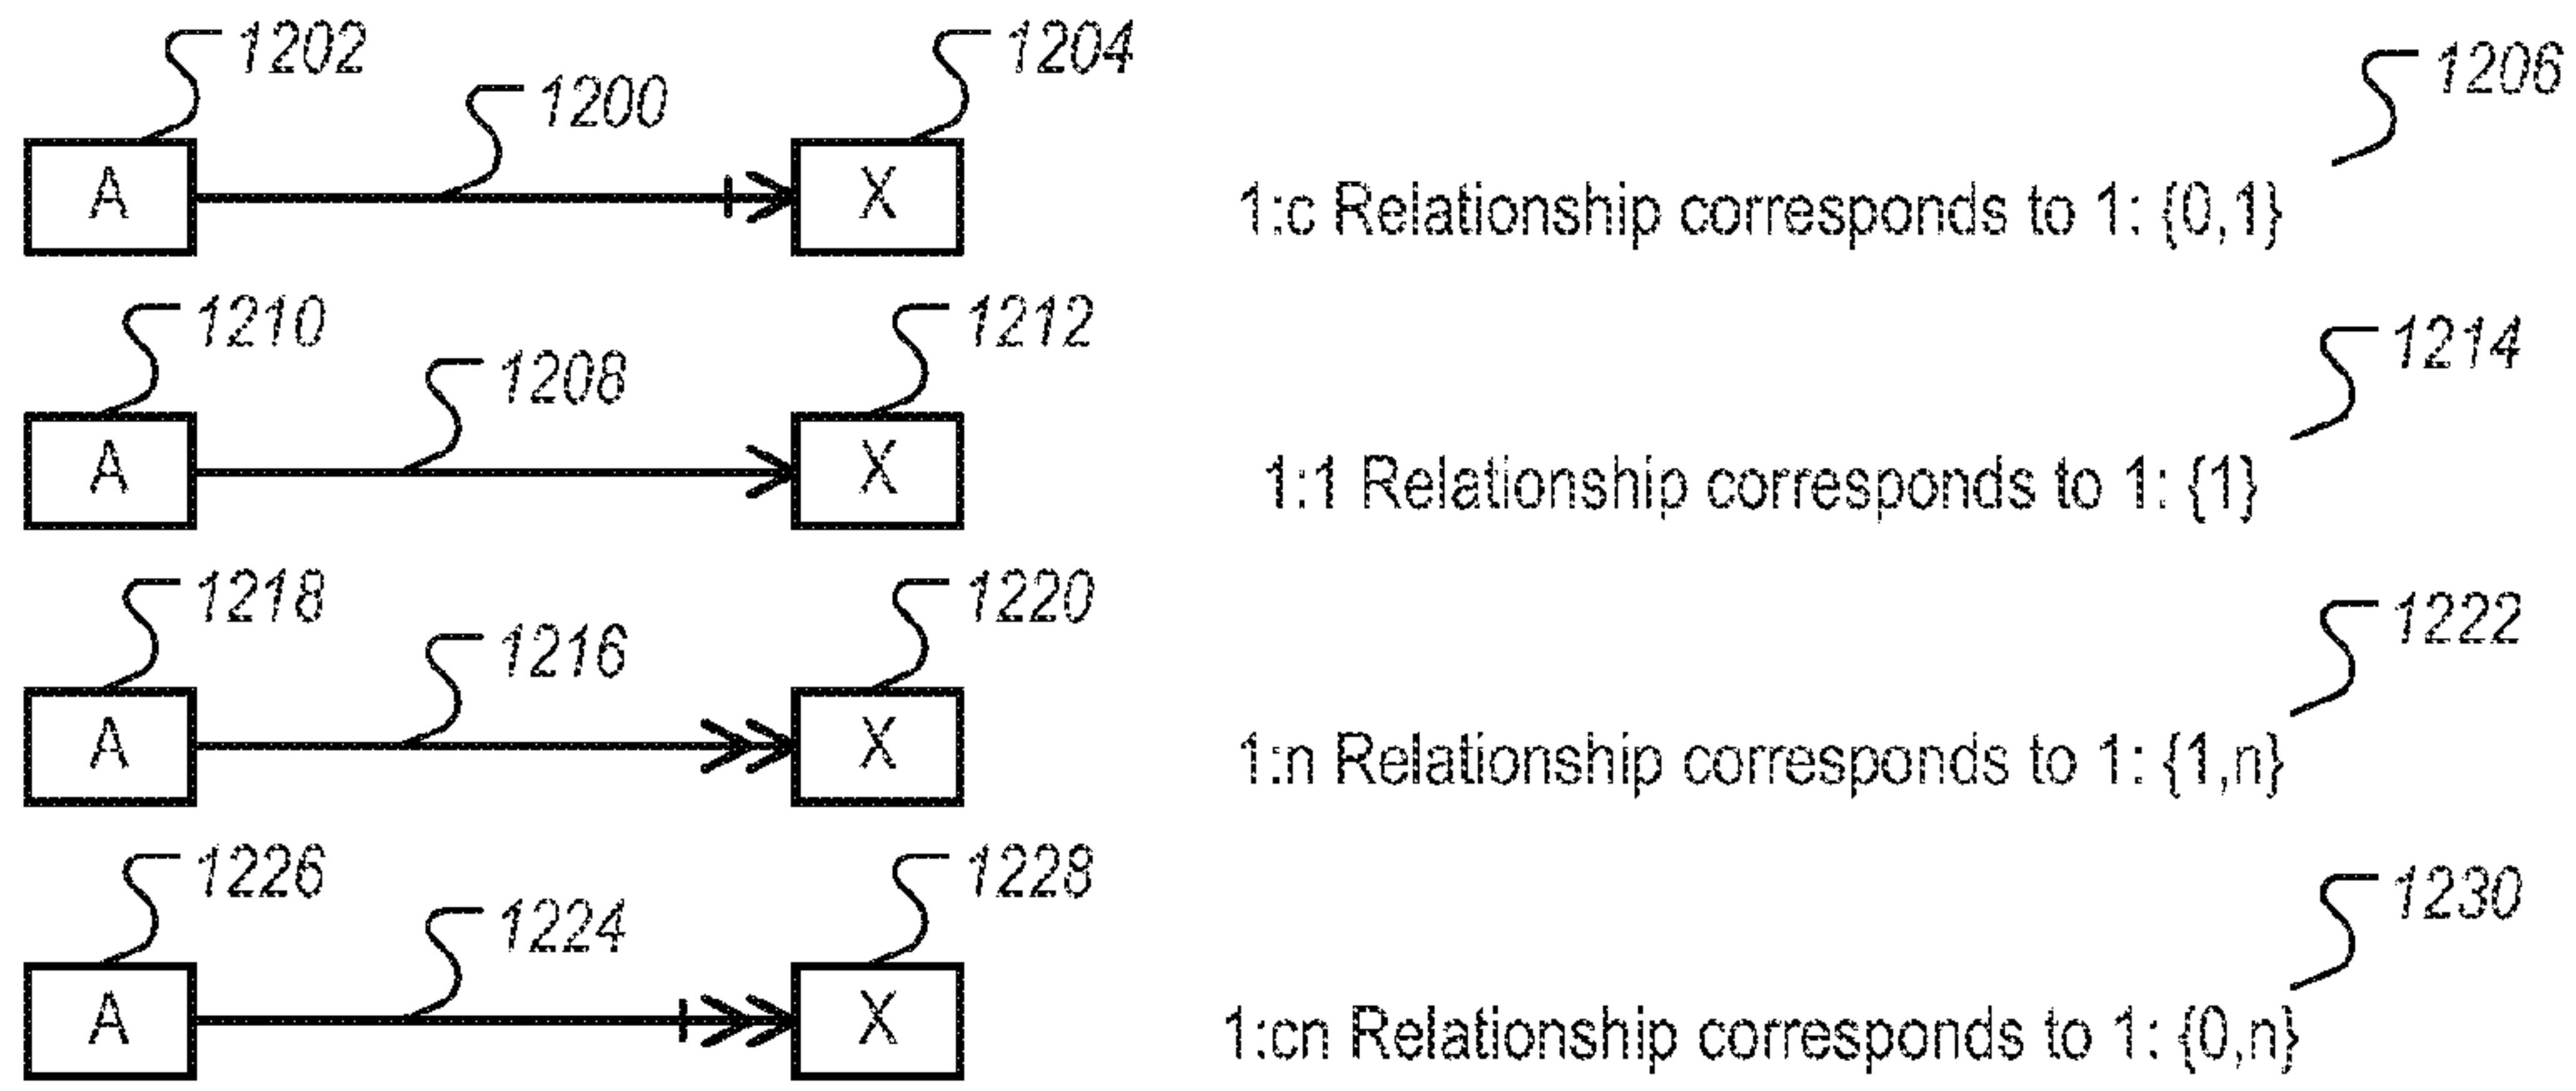 1202
1204
1206
1200
A
X
1:c Relationship corresponds to 1: {0,1}
1210
1212
1214
1208
A
X
1:1 Relationship corresponds to 1: {1}
1218
1220
1222
1216
A
X
1:n Relationship corresponds to 1: {1,n}
1226
1228
1230
1224
A
X
1:cn Relationship corresponds to 1: {0,n}